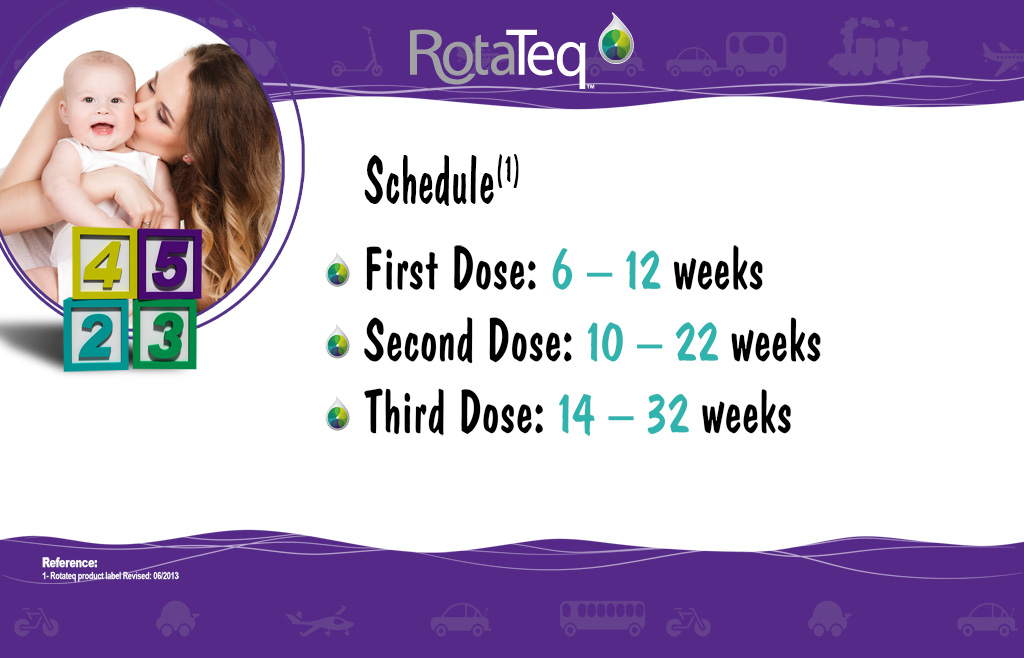 RotaTeq™
Schedule(1)
First Dose: 6 – 12 weeks
Second Dose: 10 – 22 weeks
Third Dose: 14 – 32 weeks
4 5
2 3
Reference:
1- Rotateq product label Revised: 06/2013